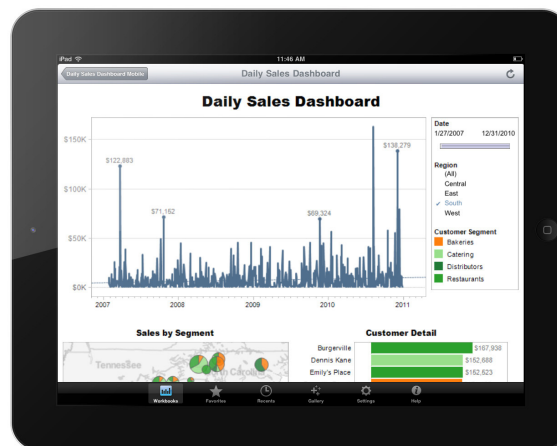 iPad 11:46 AM
Daily Sales Dashboard Mobile Daily Sales Dashboard
Daily Sales Dashboard
$150K
$100K
$50K
$0K
$122,883
$71,162
$69,324
$138,279
2007 2008 2009 2010 2011
Date
1/27/2007 12/31/2010
Region
(All)
Central
East
South
West
Customer Segment
Bakeries
Catering
Distributors
Restaurants
Sales by Segment
Tennessee
Carolina
Customer Detail
Burgerville $167,938
Dennis Kane $152,688
Emily's Place $152,523
Workbooks Favorites Recents Gallery Settings Help